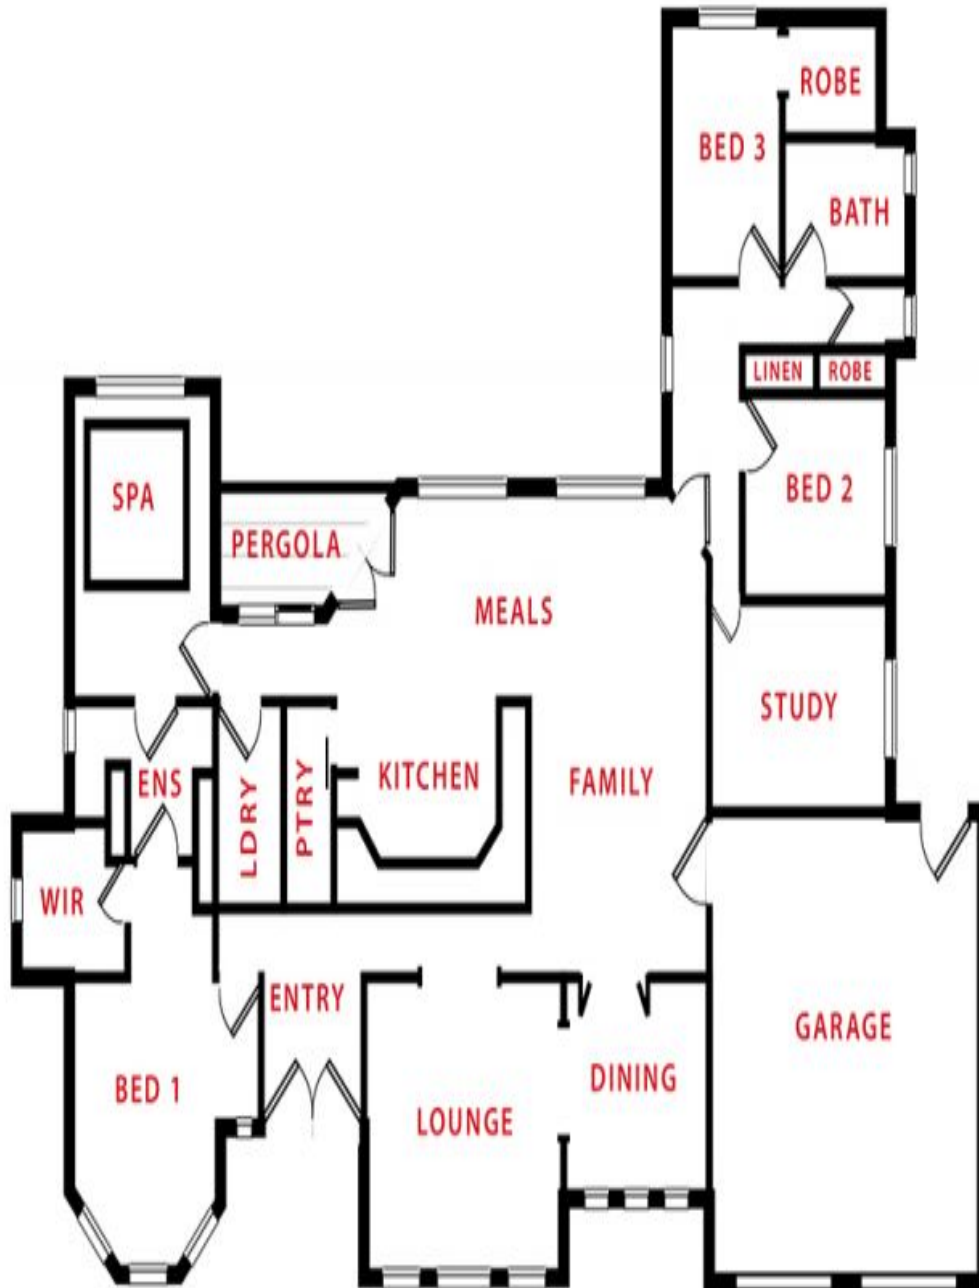 ROBE
BED 3
BATH
LINEN
ROBE
SPA
BED 2
PERGOLA
MEALS
STUDY
ENS
LDRY
PTRY
KITCHEN
FAMILY
WIR
ENTRY
GARAGE
BED 1
LOUNGE
DINING